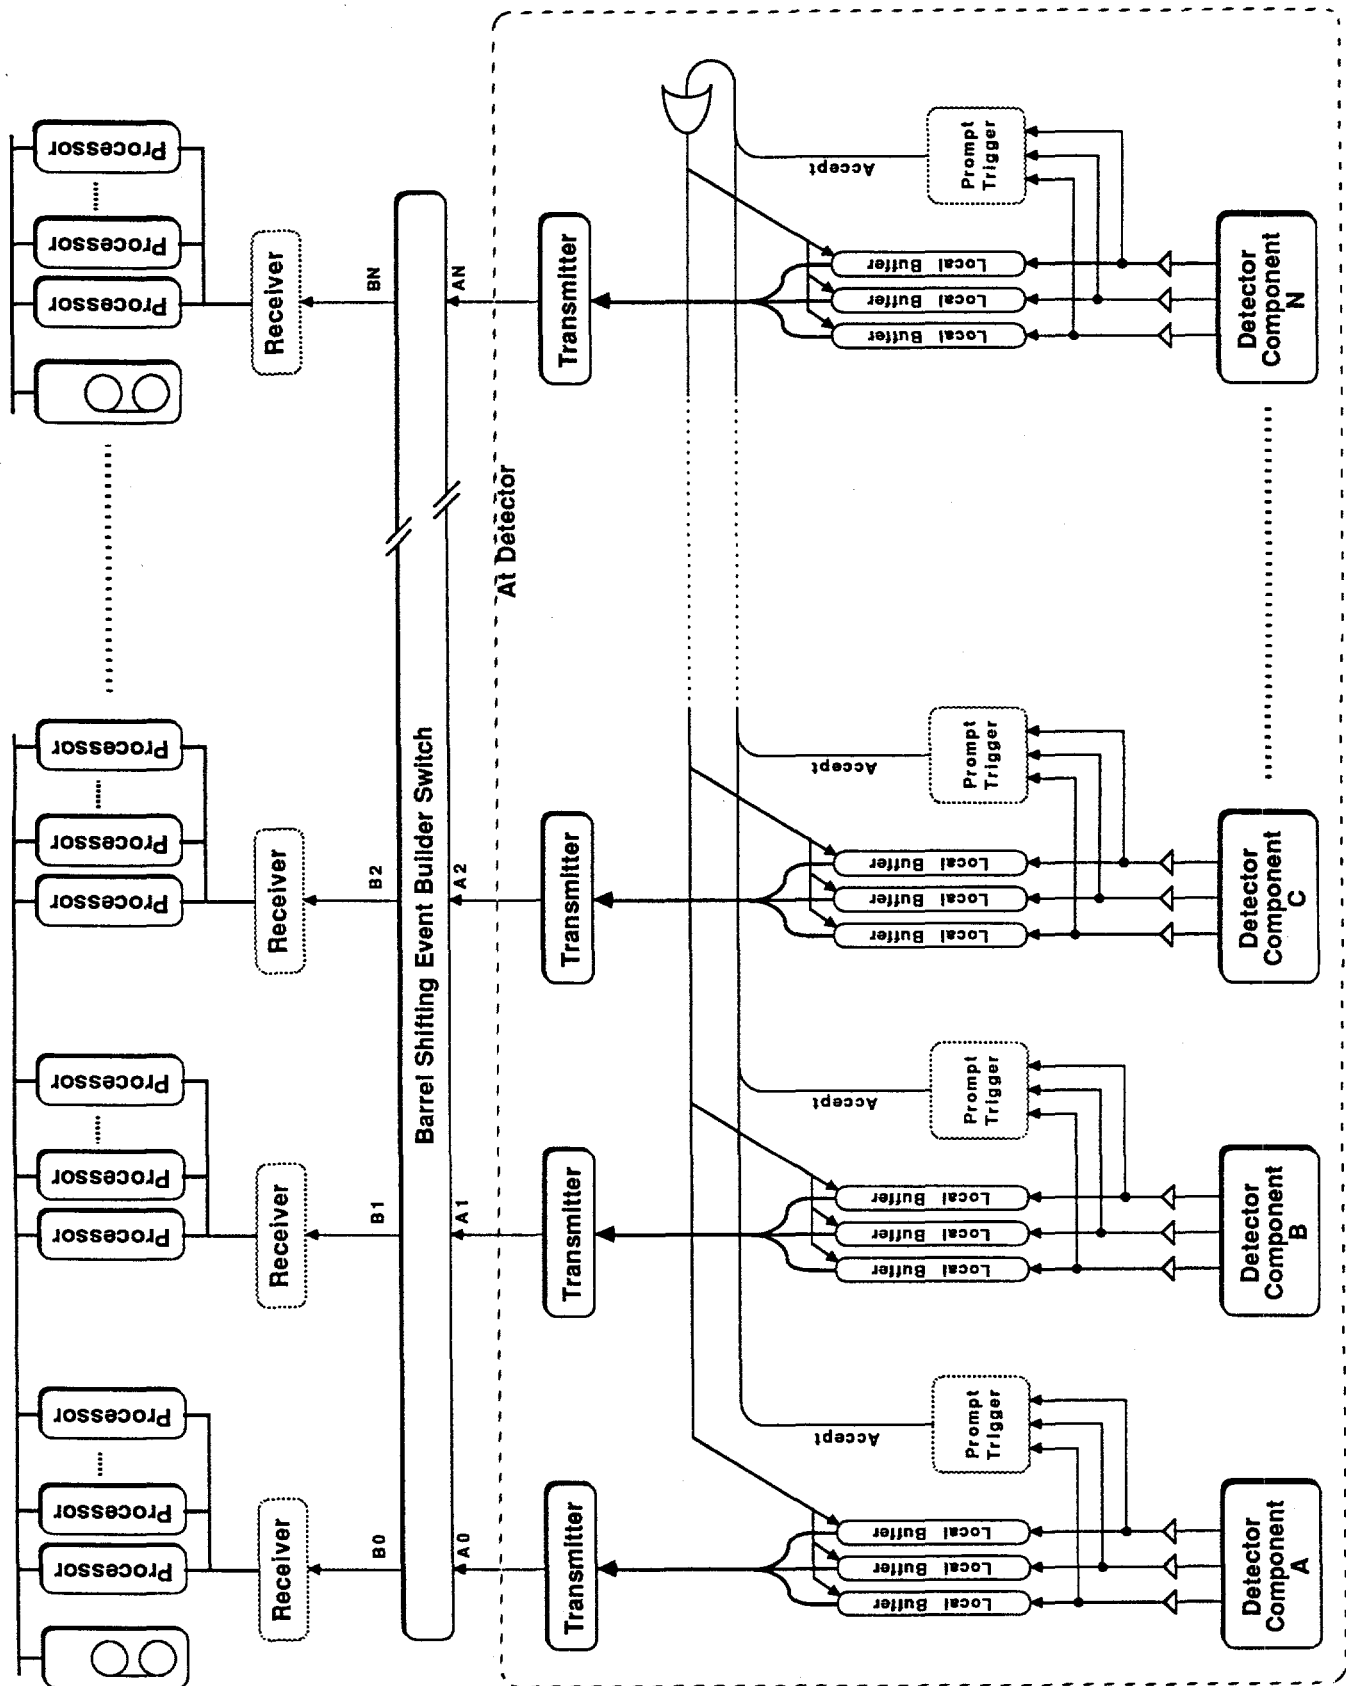 Processor
Processor
Processor
Processor
Processor
Processor
Processor
Processor
Processor
Processor
Processor
Processor
Receiver
Receiver
Receiver
Receiver
B0
B1
B2
BN
Barrel Shifting Event Builder Switch
A0
A1
A2
AN
At Detector
Transmitter
Transmitter
Transmitter
Transmitter
Local Buffer
Local Buffer
Local Buffer
Accept
Local Buffer
Local Buffer
Local Buffer
Accept
Local Buffer
Local Buffer
Local Buffer
Accept
Local Buffer
Local Buffer
Local Buffer
Accept
Prompt
Trigger
Prompt
Trigger
Prompt
Trigger
Prompt
Trigger
Detector
Component
A
Detector
Component
B
Detector
Component
C
Detector
Component
N